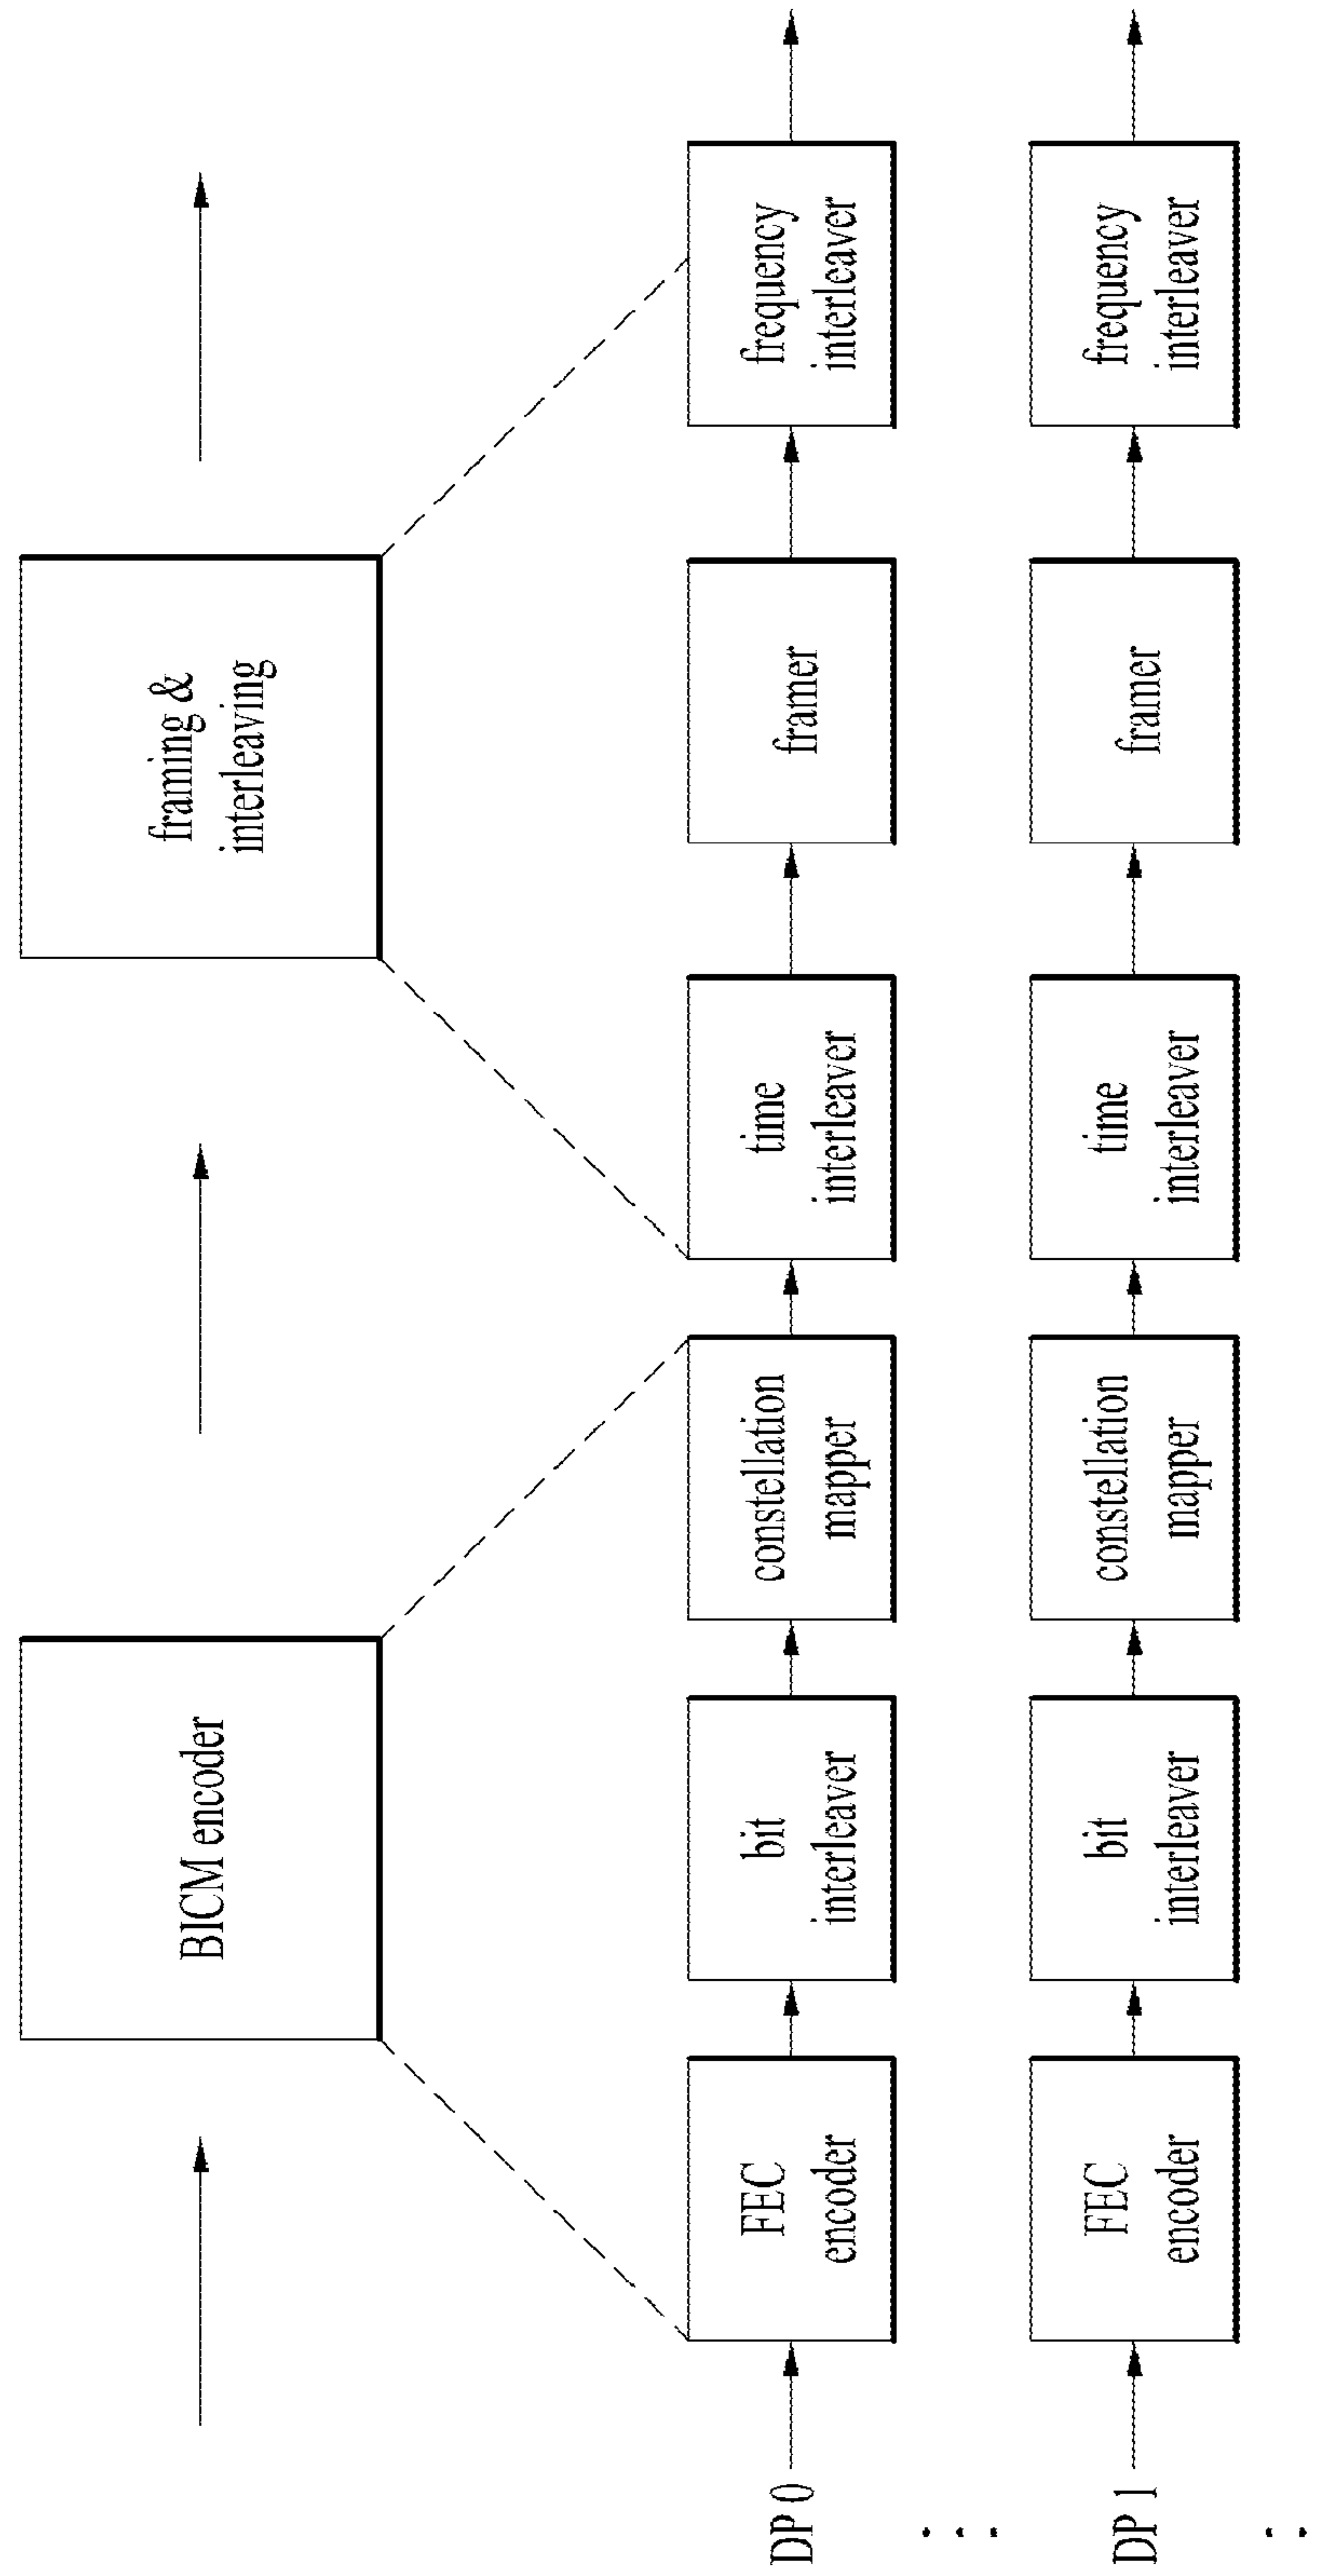 BICM encoder
framing &
interleaving
DP 0
FEC
encoder
bit
interleaver
constellation
mapper
time
interleaver
framer
frequency
interleaver
DP 1
FEC
encoder
bit
interleaver
constellation
mapper
time
interleaver
framer
frequency
interleaver